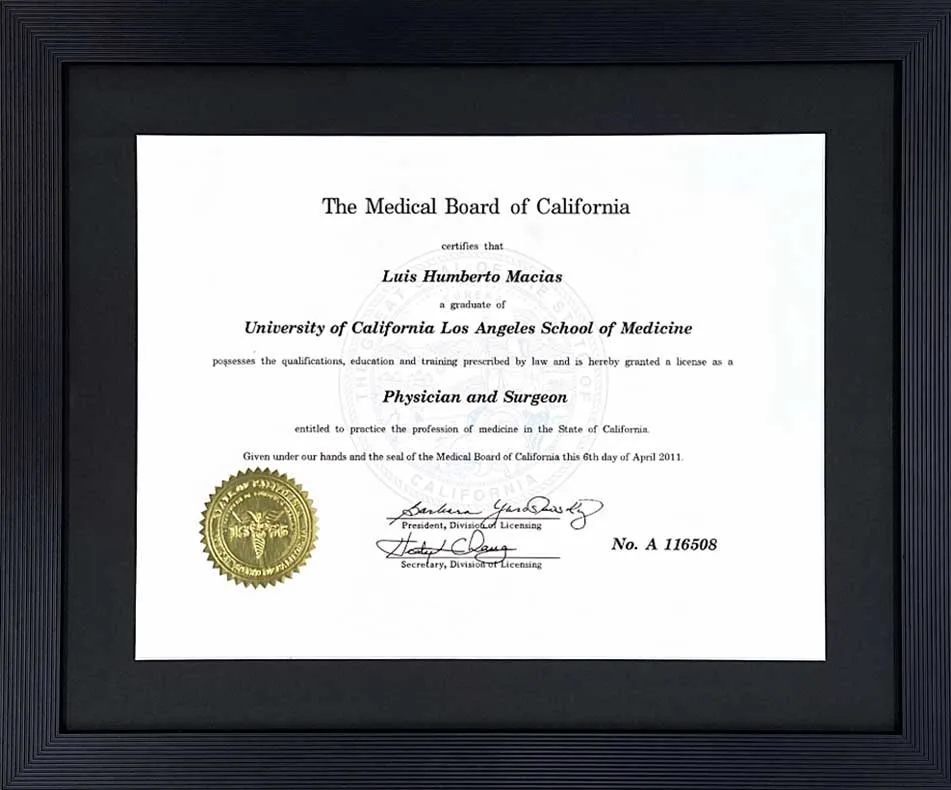 The Medical Board of California
certifies that
Luis Humberto Macias
a graduate of
University of California Los Angeles School of Medicine
possesses the qualifications, education and training prescribed by law and is hereby granted a license as a
Physician and Surgeon
entitled to practice the profession of medicine in the State of California.
Given under our hands and the seal of the Medical Board of California this 6th day of April 2011.
President, Division of Licensing
No. A 116508
Secretary, Division of Licensing
CALIFORNIA